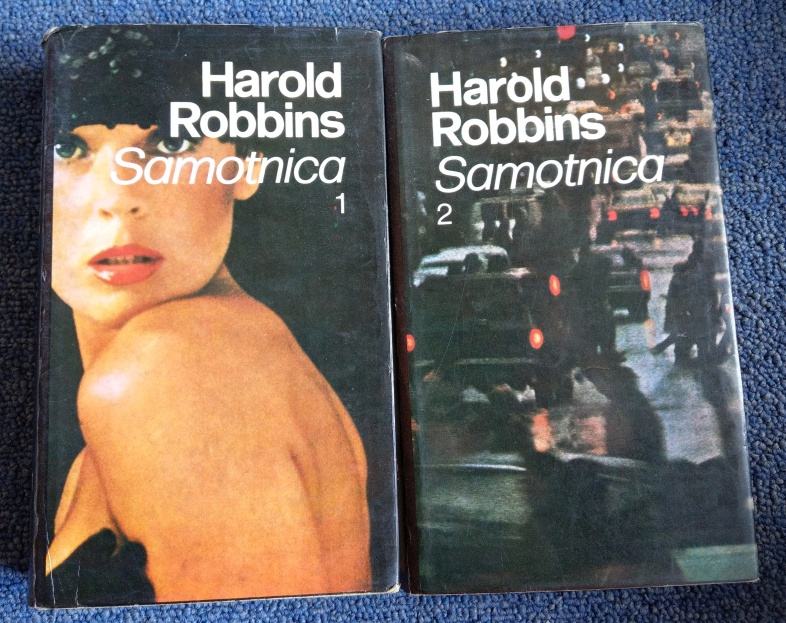 Harold
Robbins
Samotnica
1
Harold
Robbins
Samotnica
2